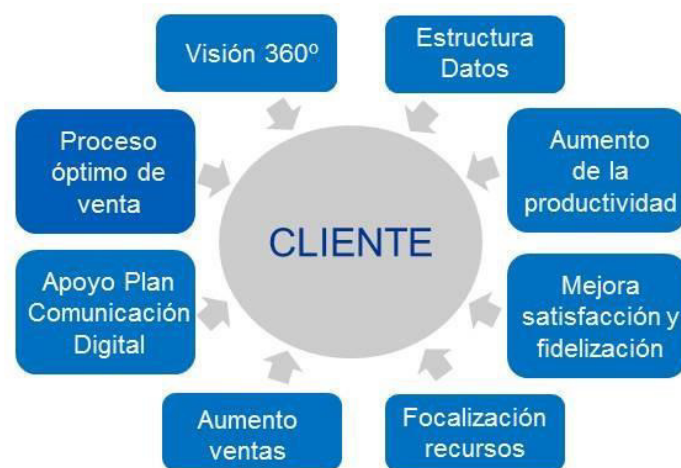 Visión 360º
Estructura
Datos
Proceso
óptimo de
venta
Aumento
de la
productividad
CLIENTE
Apoyo Plan
Comunicación
Digital
Mejora
satisfacción y
fidelización
Aumento
ventas
Focalización
recursos